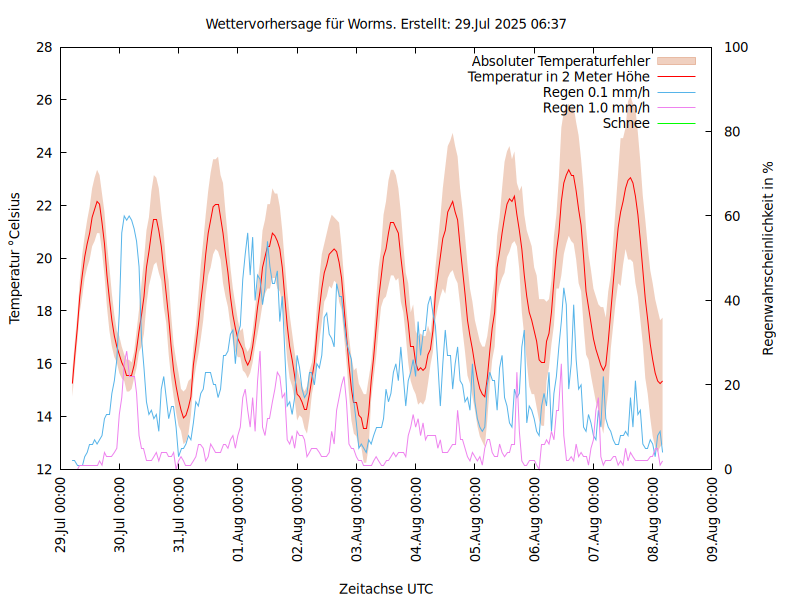 Wettervorhersage für Worms. Erstellt: 29.Jul 2025 06:37
Absoluter Temperaturfehler
Temperatur in 2 Meter Höhe
Regen 0.1 mm/h
Regen 1.0 mm/h
Schnee
Temperatur °Celsius
28
26
24
22
20
18
16
14
12
100
80
60
40
20
0
Regenwahrscheinlichkeit in %
29.Jul 00:00
30.Jul 00:00
31.Jul 00:00
01.Aug 00:00
02.Aug 00:00
03.Aug 00:00
04.Aug 00:00
05.Aug 00:00
06.Aug 00:00
07.Aug 00:00
08.Aug 00:00
09.Aug 00:00
Zeitachse UTC